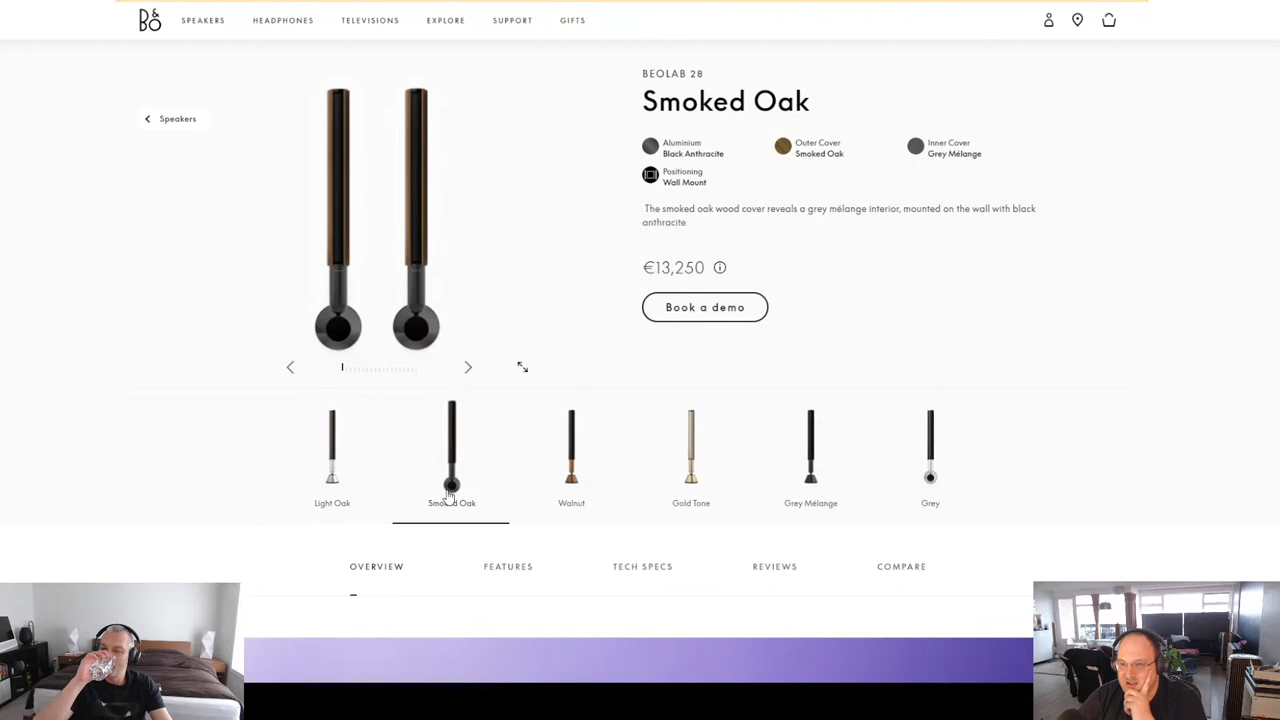 B&O
SPEAKERS HEADPHONES TELEVISIONS EXPLORE SUPPORT GIFTS
Speakers
BEOLAB 28
Smoked Oak
Aluminium
Black Anthracite
Outer Cover
Smoked Oak
Inner Cover
Grey Mélange
Positioning
Wall Mount
The smoked oak wood cover reveals a grey mélange interior, mounted on the wall with black
anthracite
€13,250
Book a demo
Light Oak Smoked Oak Walnut Gold Tone Grey Mélange Grey
OVERVIEW FEATURES TECH SPECS REVIEWS COMPARE